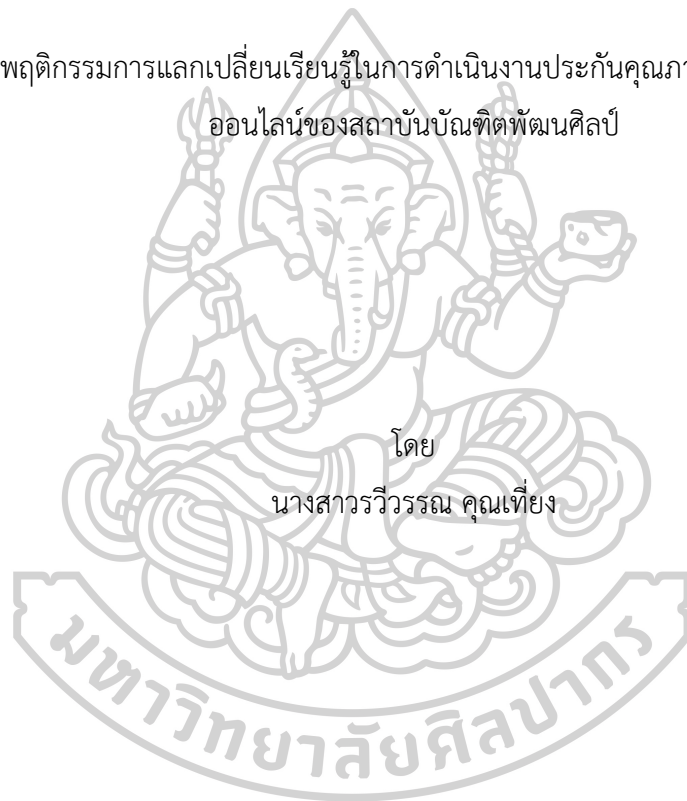 พฤติกรรมการแลกเปลี่ยนเรียนรู้ในการดำเนินงานประกันคุณภา
ออนไลน์ของสถาบันบัณฑิตพัฒนศิลป์
โดย
นางสาวรวีวรรณ คุณเที่ยง
มหาวิทยาลัยศิลปากร